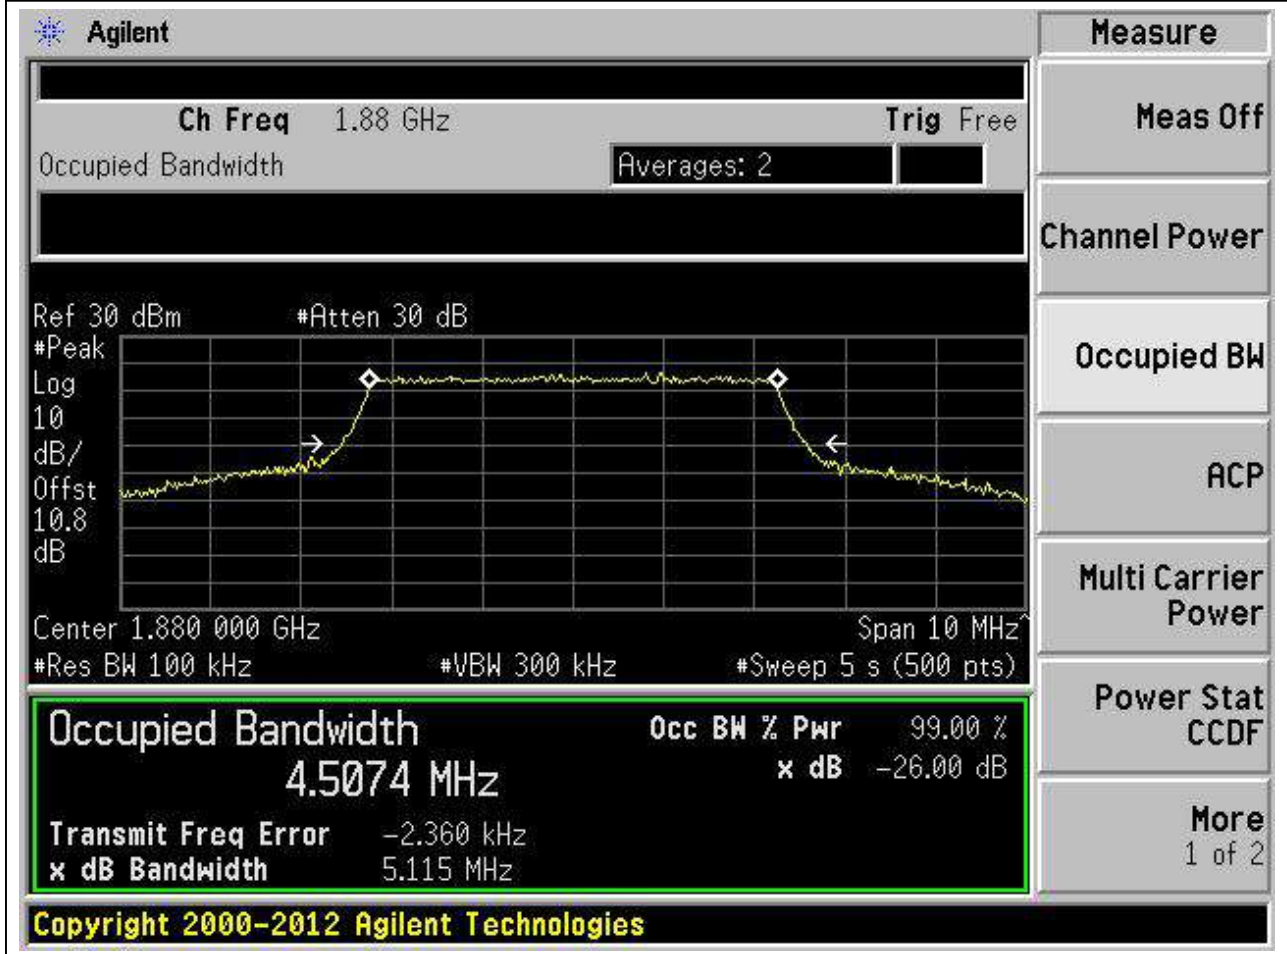 Agilent
Measure
Ch Freq 1.88 GHz Trig Free
Occupied Bandwidth Averages: 2
Meas Off
Channel Power
Occupied BW
ACP
Multi Carrier
Power
Power Stat
CCDF
More
1 of 2
Ref 30 dBm #Atten 30 dB
#Peak
Log
10
dB/
Offst
10.8
dB
Center 1.880 000 GHz Span 10 MHz^
#Res BW 100 kHz #VBW 300 kHz #Sweep 5 s (500 pts)
Occupied Bandwidth Occ BW % Pwr 99.00 %
4.5074 MHz x dB -26.00 dB
Transmit Freq Error -2.360 kHz
x dB Bandwidth 5.115 MHz
Copyright 2000-2012 Agilent Technologies